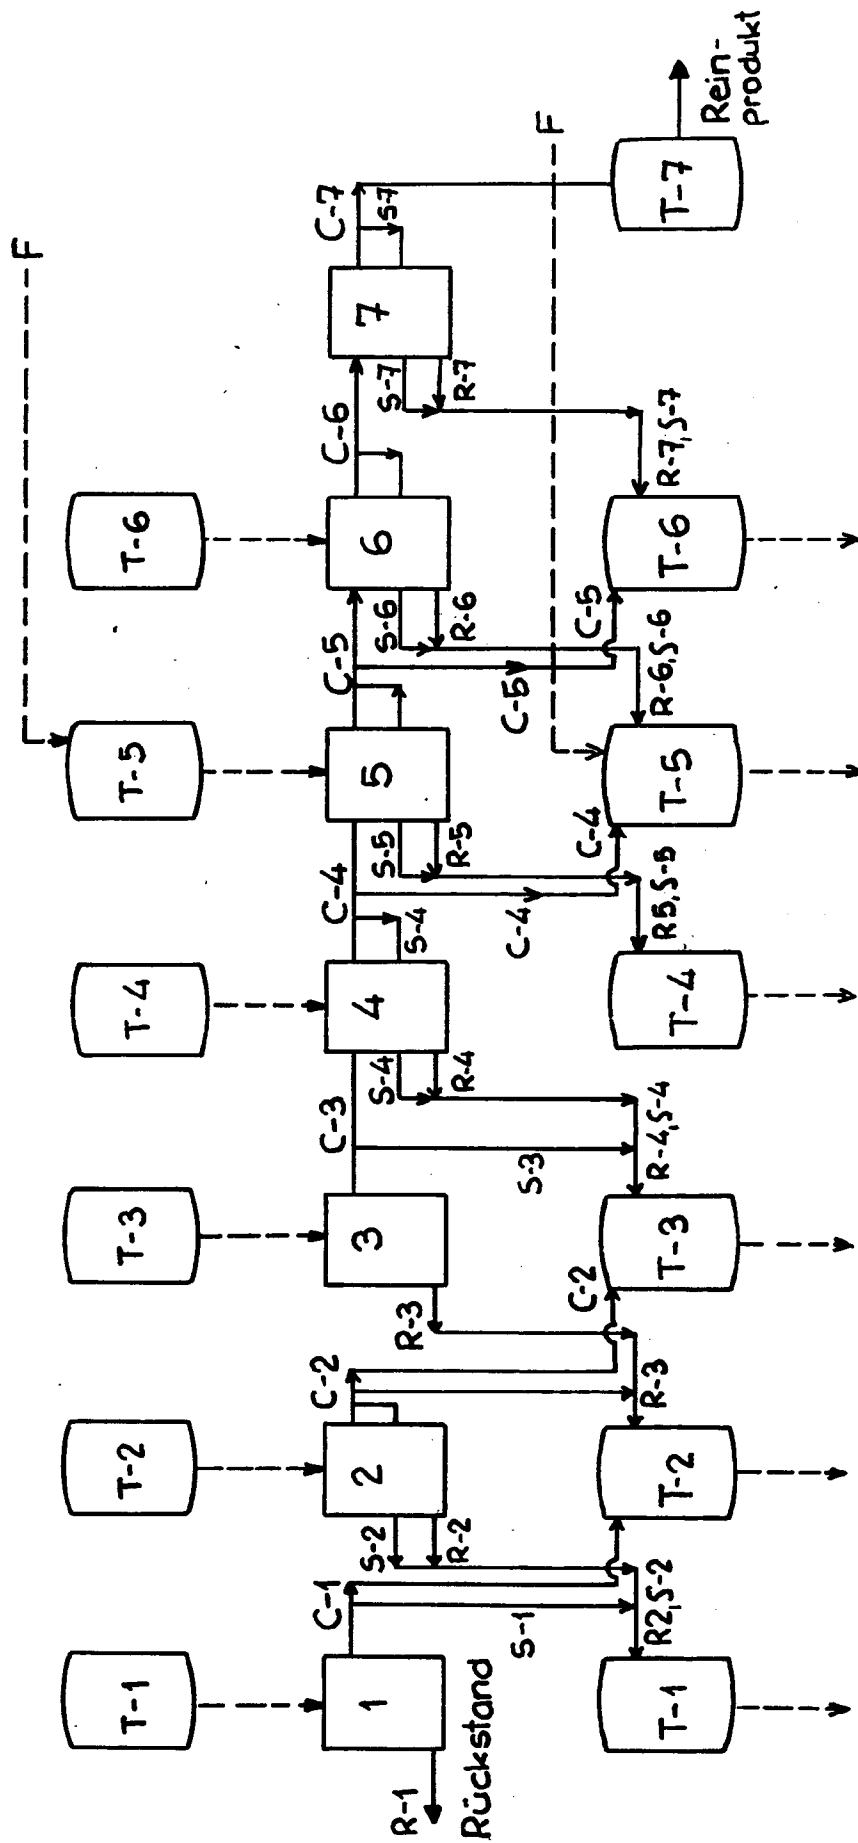 F
T-1 T-2 T-3 T-4 T-5 T-6
C-1 C-2 C-3 C-4 C-5 C-6 C-7
1 2 3 4 5 6 7
S-2 S-4 S-5 S-6 S-7 S-7
S-4
R-1 R-3
R-2 R-4 R-5 R-6 R-7
Rückstand
S-1 S-3 C-4 C-5 F
C-2 C-4 C-5
T-1 T-2 T-3 T-4 T-5 T-6 T-7
R2,S-2 R-3 R-4,S-4 R5,S-5 R-6,S-6 R-7,S-7
Rein-
produkt